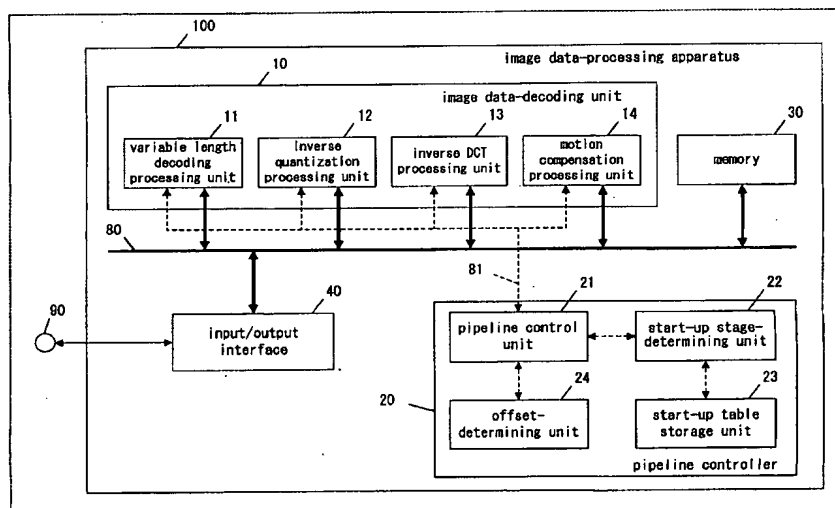 100
image data-processing apparatus
10
image data-decoding unit
11
12
13
14
30
variable length
decoding
processing unit
Inverse
quantization
processing unit
inverse DCT
processing unit
motion
compensation
processing unit
memory
80
81
90
40
input/output
interface
20
21
22
pipeline control
unit
start-up stage-
determining unit
24
23
offset-
determining unit
start-up table
storage unit
pipeline controller